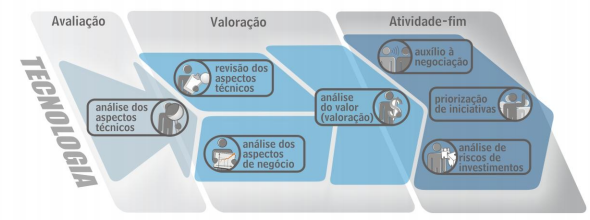 Avaliação
Valoração
Atividade-fim
TECNOLOGIA
análise dos
aspectos
técnicos
revisão dos
aspectos
técnicos
análise dos
aspectos
de negócio
análise
do valor
(valoração)
auxílio à
negociação
priorização
de iniciativas
análise de
riscos de
investimentos